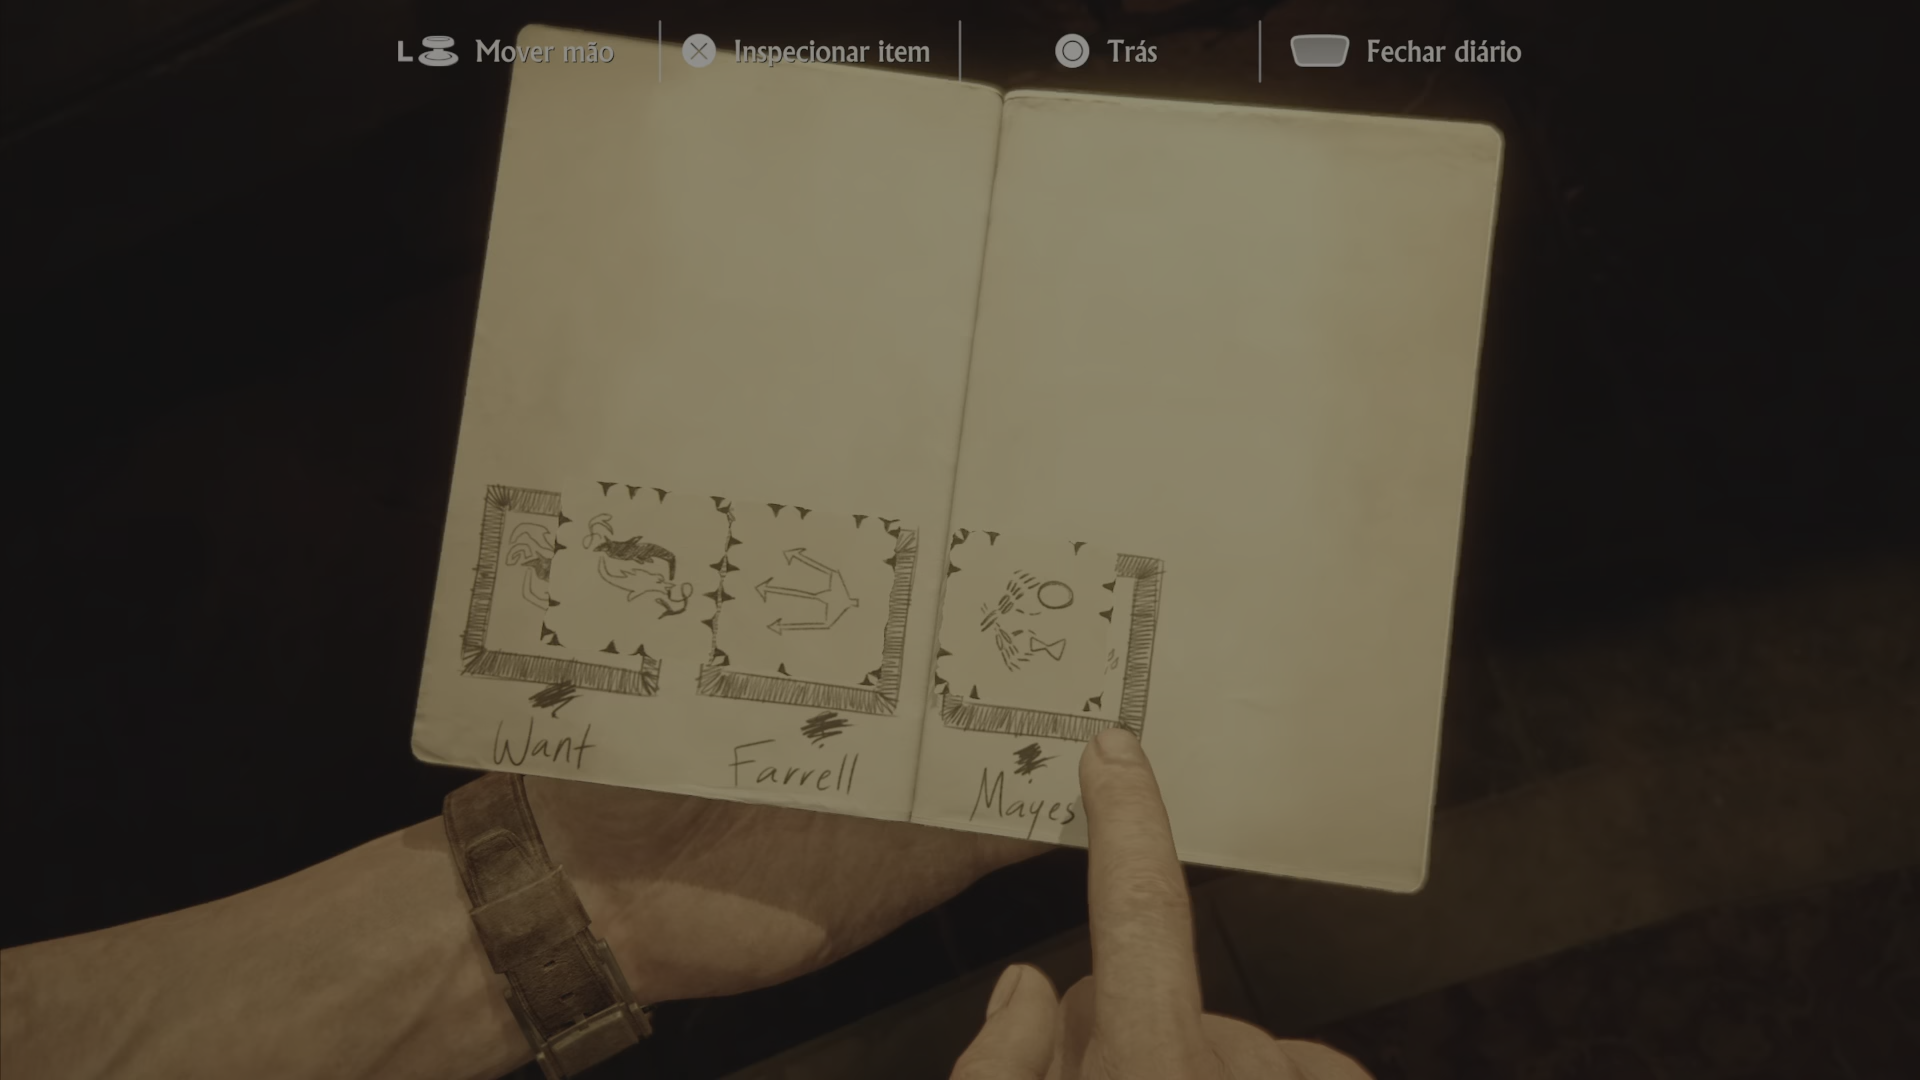 L Mover mão
Inspecionar item
Trás
Fechar diário
Want
Farrell
Mayes